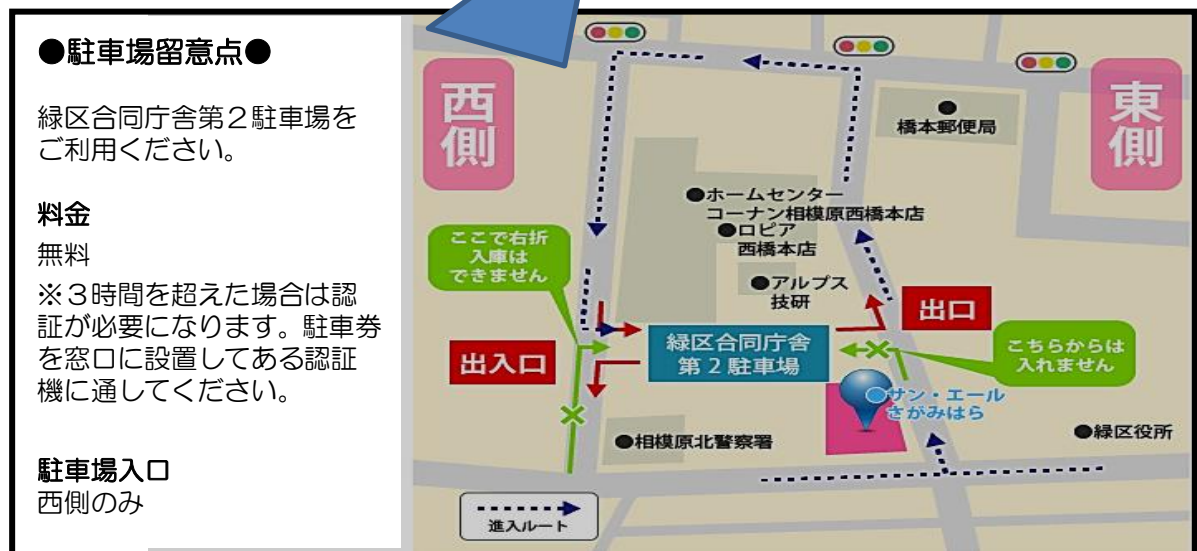 ●駐車場留意点●
緑区合同庁舎第2駐車場を
ご利用ください。
料金
無料
※3時間を超えた場合は認
証が必要になります。駐車券
を窓口に設置してある認証
機に通してください。
駐車場入口
西側のみ
西側
東側
橋本郵便局
●ホームセンター
コーナン相模原西橋本店
●ロピア
西橋本店
●アルプス
技研
ここで右折
入庫は
できません
出口
出入口
緑区合同庁舎
第2駐車場
こちらからは
入れません
サン・エール
さがみはら
●相模原北警察署
●緑区役所
進入ルート